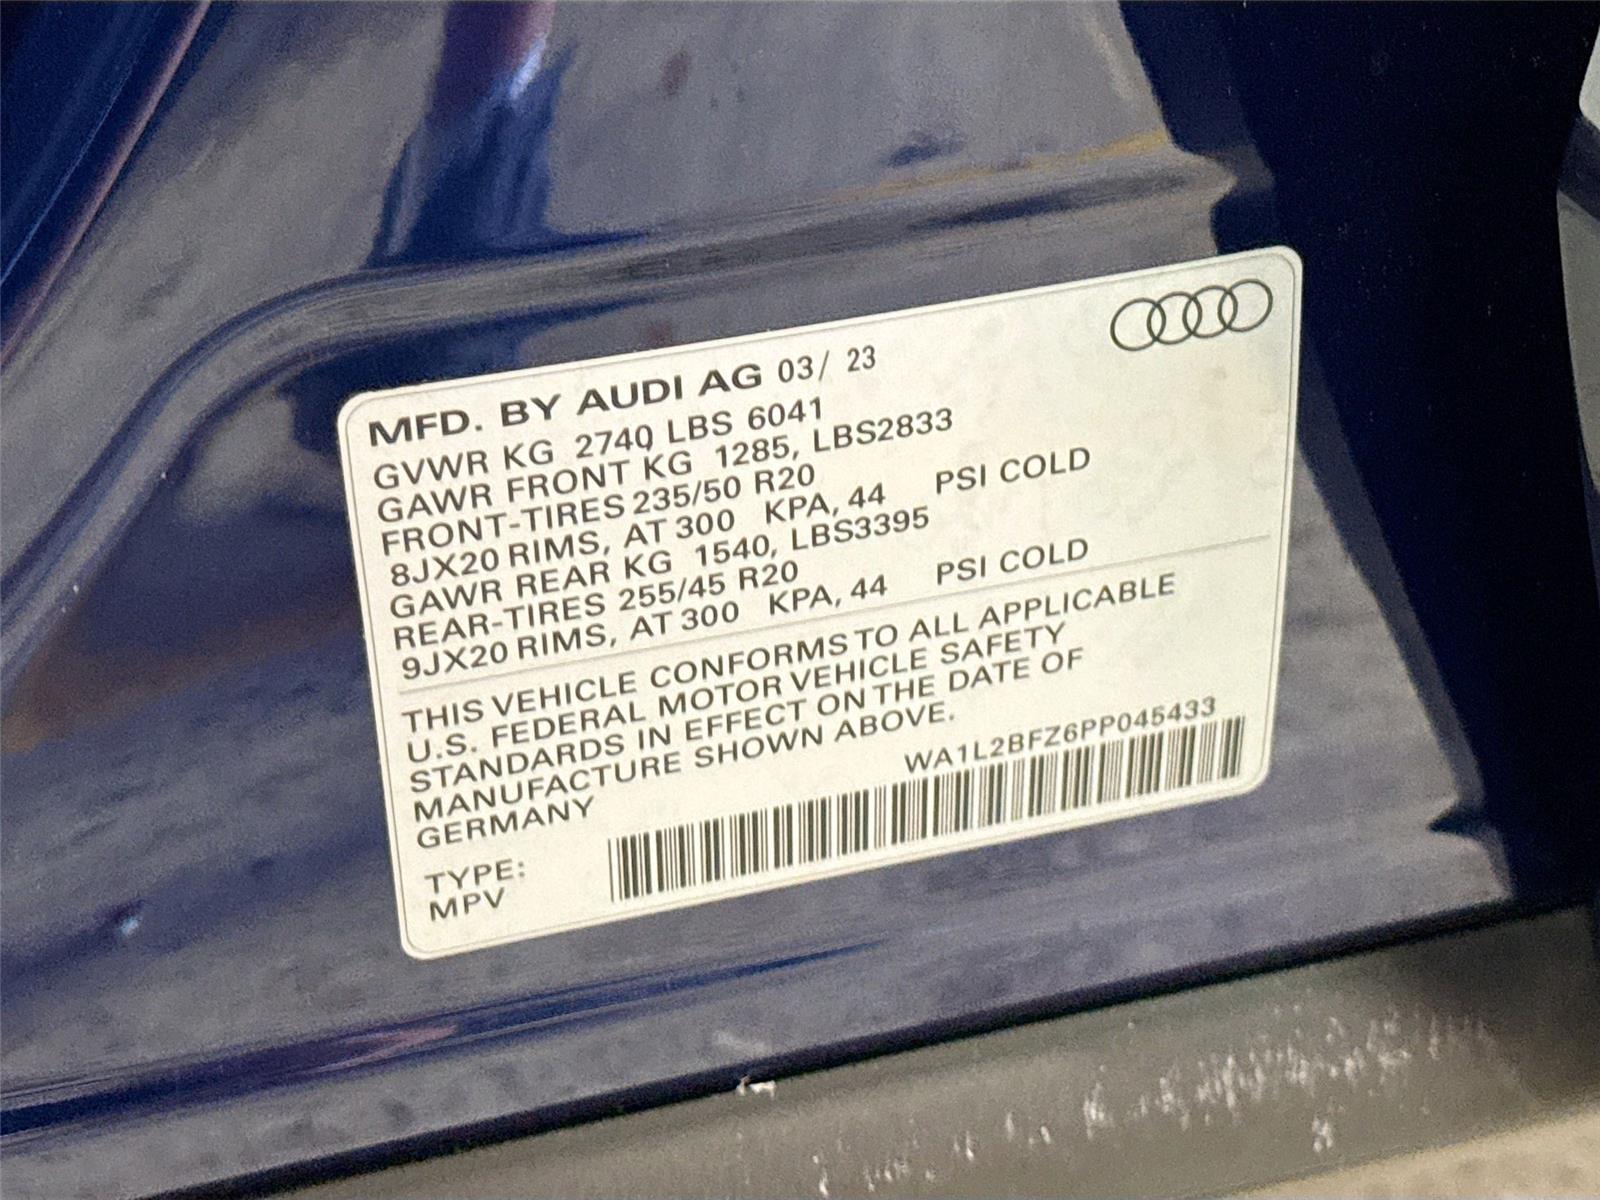 MFD. BY AUDI AG 03/ 23
GVWR KG 2740 LBS 6041
GAWR FRONT KG 1285, LBS2833
FRONT-TIRES 235/50 R20
8JX20 RIMS, AT 300 KPA, 44 PSI COLD
GAWR REAR KG 1540, LBS3395
REAR-TIRES 255/45 R20
9JX20 RIMS, AT 300 KPA, 44 PSI COLD
THIS VEHICLE CONFORMS TO ALL APPLICABLE
U.S. FEDERAL MOTOR VEHICLE SAFETY
STANDARDS IN EFFECT ON THE DATE OF
MANUFACTURE SHOWN ABOVE.
GERMANY
WA1L2BFZ6PP045433
TYPE:
MPV